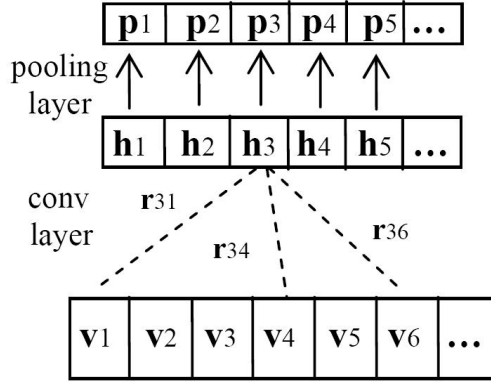 p1 p2 p3 p4 p5 ...
pooling
layer
h1 h2 h3 h4 h5 ...
conv
layer
r31
r34
r36
v1 v2 v3 v4 v5 v6 ...